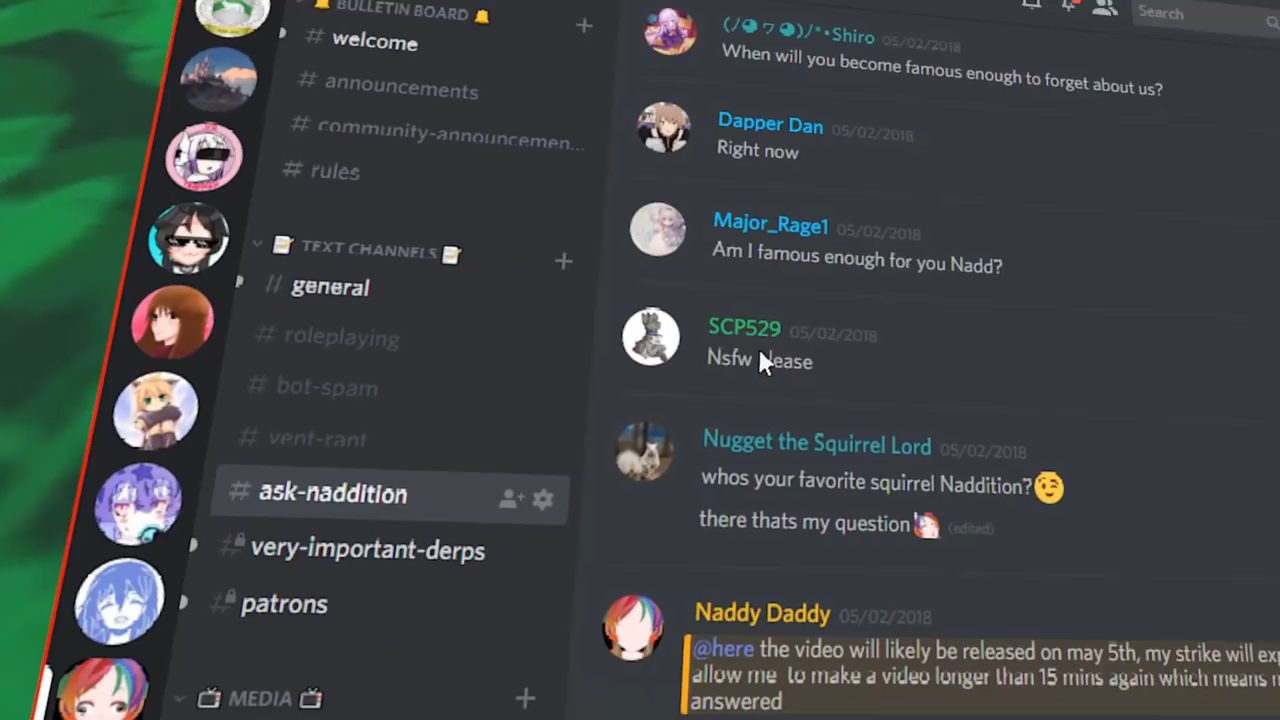 🔔 BULLETIN BOARD 🔔
# welcome
# announcements
# community-announcemen...
# rules
📝 TEXT CHANNELS 📝
general
# roleplaying
# bot-spam
# vent-rant
# ask-naddition
# very-important-derps
# patrons
📺 MEDIA 📺
Search
(ﾉ◕ヮ◕)ﾉ*･Shiro 05/02/2018
When will you become famous enough to forget about us?
Dapper Dan 05/02/2018
Right now
Major_Rage1 05/02/2018
Am I famous enough for you Nadd?
SCP529 05/02/2018
Nsfw lease
Nugget the Squirrel Lord 05/02/2018
whos your favorite squirrel Naddition?😉
there thats my question (edited)
Naddy Daddy 05/02/2018
@here the video will likely be released on may 5th, my strike will ex
allow me to make a video longer than 15 mins again which means
answered